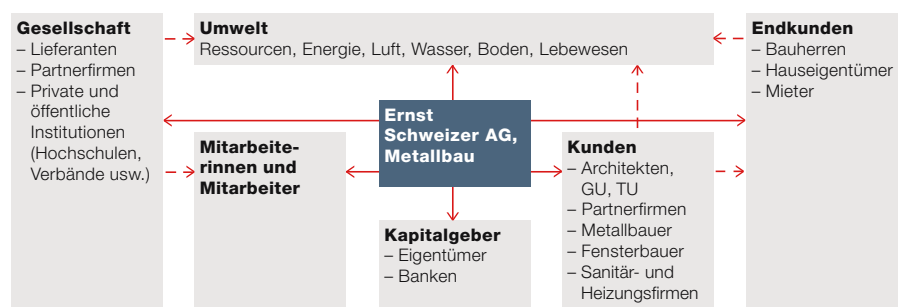 Gesellschaft
– Lieferanten
– Partnerfirmen
– Private und
öffentliche
Institutionen
(Hochschulen,
Verbände usw.)
Umwelt
Ressourcen, Energie, Luft, Wasser, Boden, Lebewesen
Endkunden
– Bauherren
– Hauseigentümer
– Mieter
Ernst
Schweizer AG,
Metallbau
Mitarbeite-
rinnen und
Mitarbeiter
Kunden
– Architekten,
GU, TU
– Partnerfirmen
– Metallbauer
– Fensterbauer
– Sanitär- und
Heizungsfirmen
Kapitalgeber
– Eigentümer
– Banken